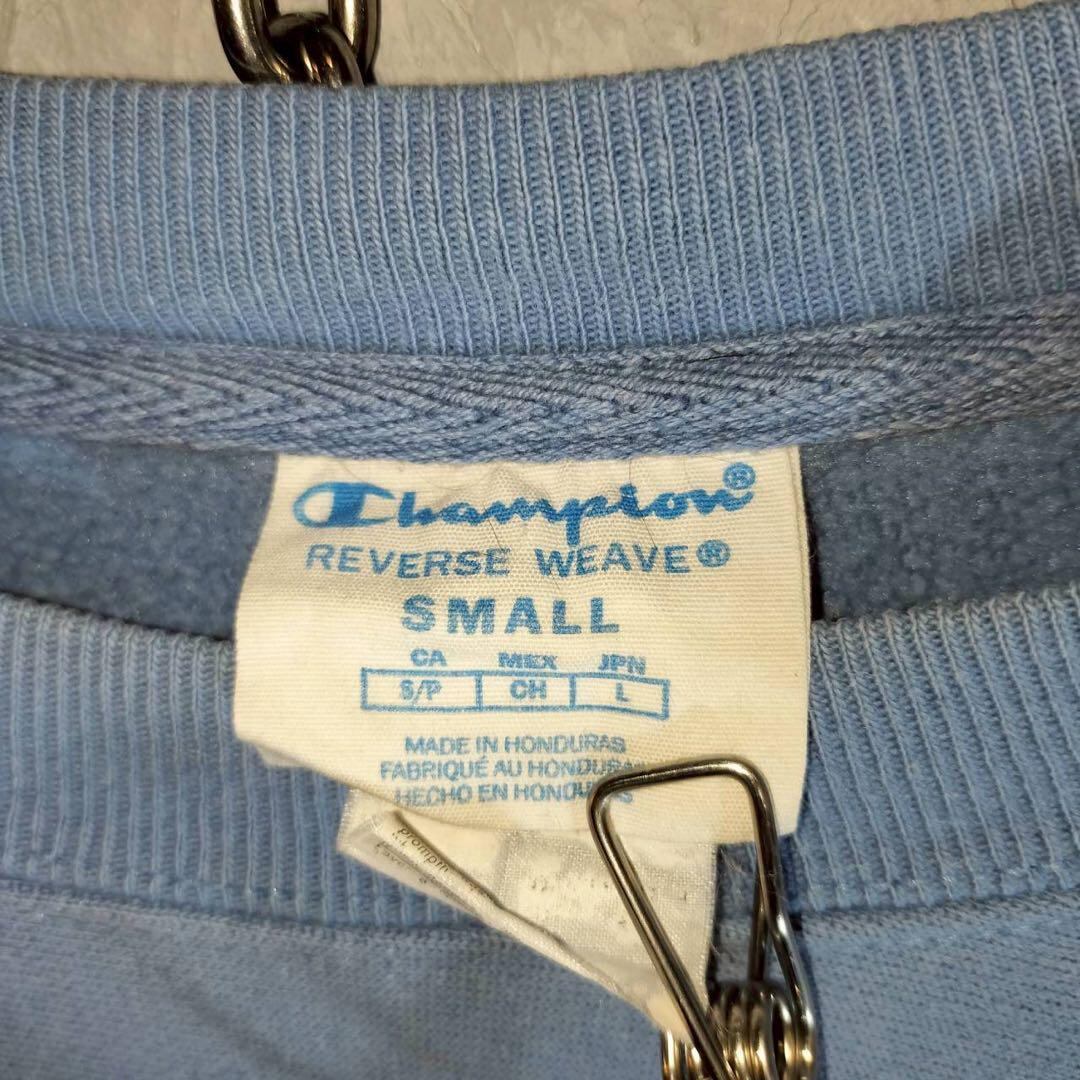 Champion®
REVERSE WEAVE®
SMALL
CA MEX JPN
S/P CH L
MADE IN HONDURAS
FABRIQUÉ AU HONDURAS
HECHO EN HONDURAS